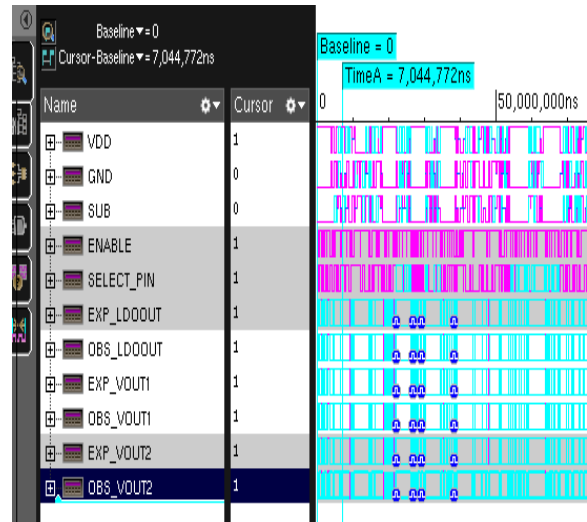 Baseline▾=0
Cursor-Baseline▾=7,044,772ns
Baseline = 0
TimeA = 7,044,772ns
Name Cursor 0 50,000,000ns
VDD 1
GND 0
SUB 0
ENABLE 1
SELECT_PIN 1
EXP_LDOOUT 1
OBS_LDOOUT 1
EXP_VOUT1 1
OBS_VOUT1 1
EXP_VOUT2 1
OBS_VOUT2 1